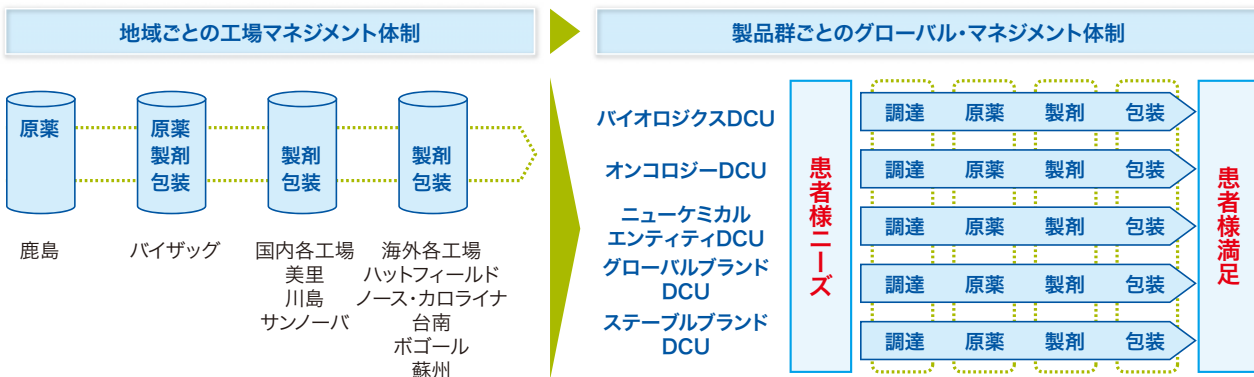 地域ごとの工場マネジメント体制
原薬
原薬
製剤
包装
製剤
包装
製剤
包装
鹿島
バイザッグ
国内各工場
美里
川島
サンノーバ
海外各工場
ハットフィールド
ノース・カロライナ
台南
ボゴール
蘇州
製品群ごとのグローバル・マネジメント体制
バイオロジクスDCU
オンコロジーDCU
ニューケミカル
エンティティDCU
グローバルブランド
DCU
ステーブルブランド
DCU
患者様ニーズ
調達 原薬 製剤 包装
調達 原薬 製剤 包装
調達 原薬 製剤 包装
調達 原薬 製剤 包装
調達 原薬 製剤 包装
患者様満足